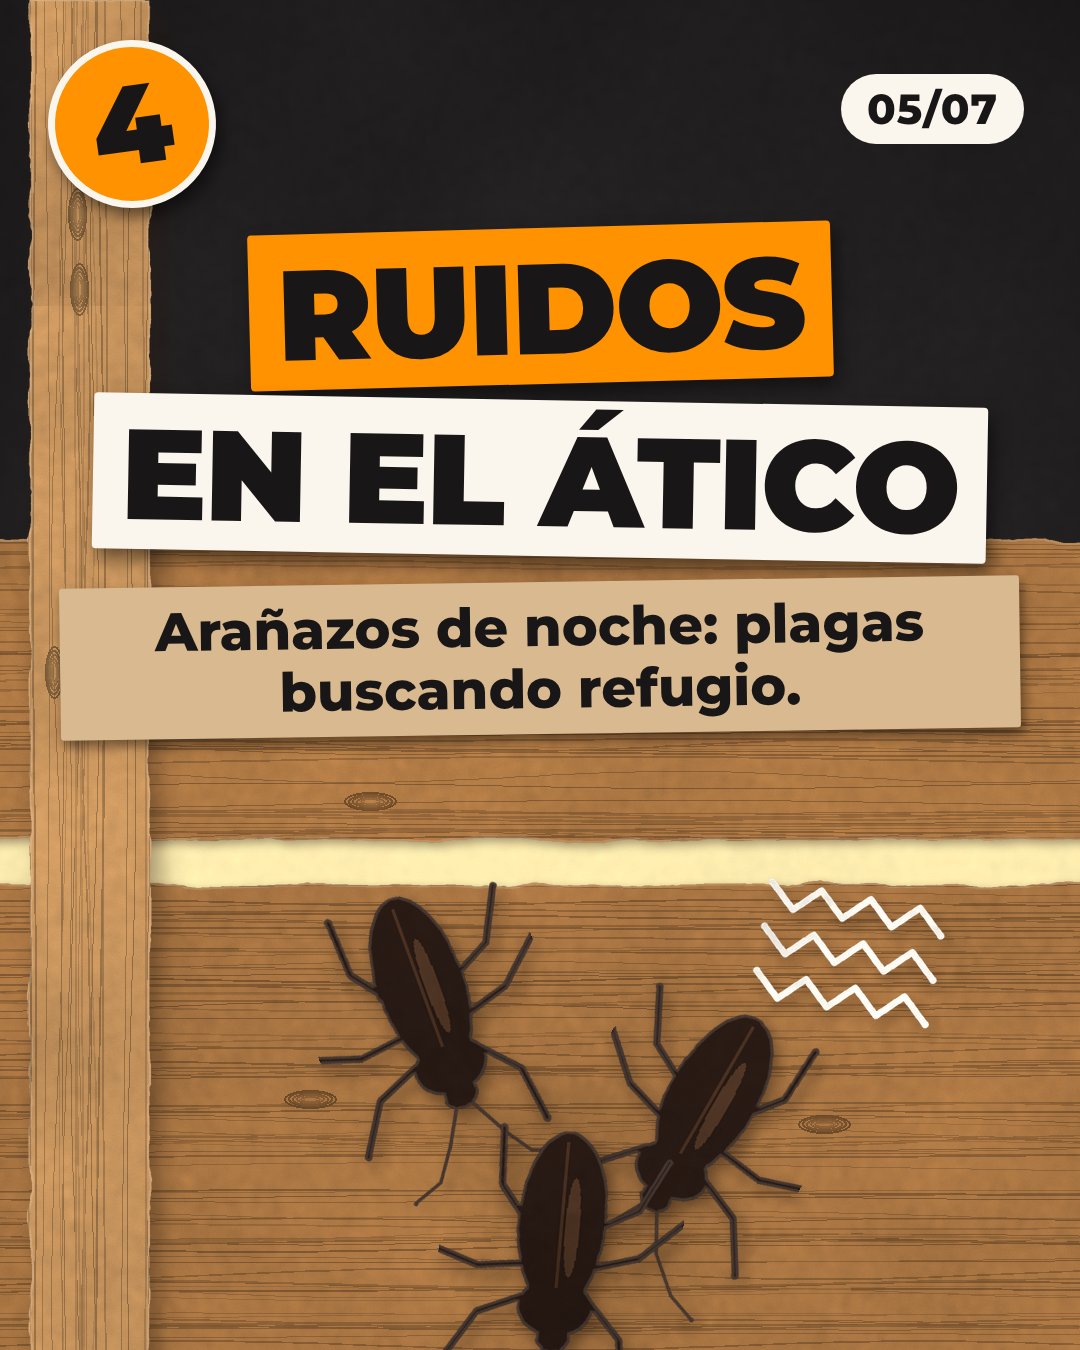 4
05/07
RUIDOS
EN EL ÁTICO
Arañazos de noche: plagas
buscando refugio.